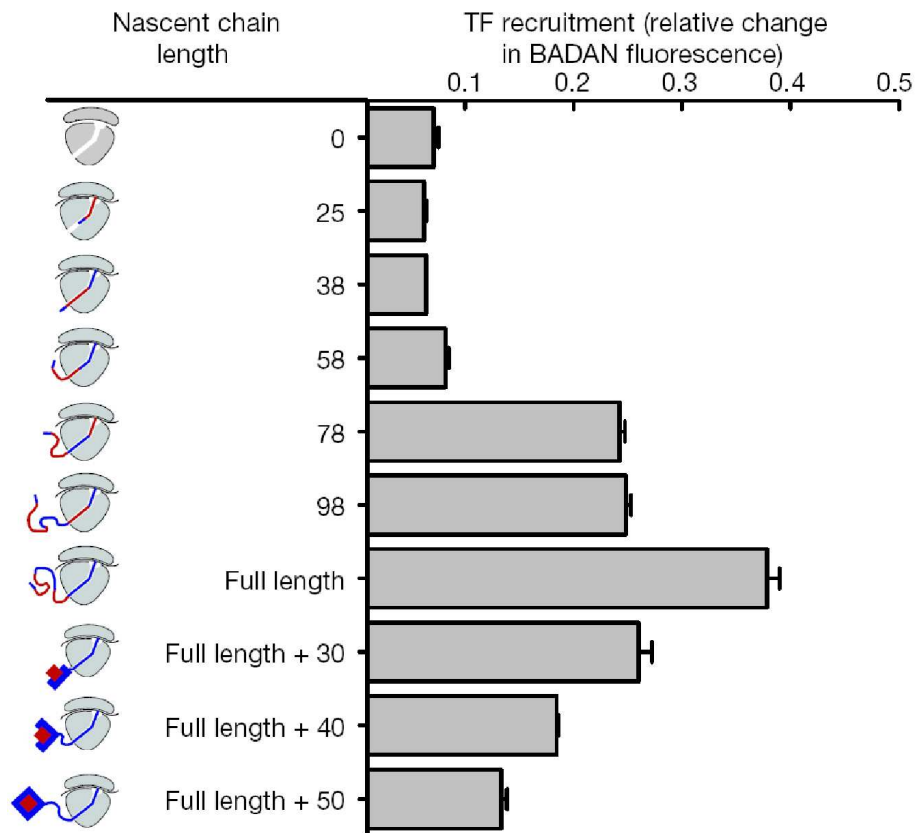 Nascent chain
length
TF recruitment (relative change
in BADAN fluorescence)
0.1 0.2 0.3 0.4 0.5
0
25
38
58
78
98
Full length
Full length + 30
Full length + 40
Full length + 50